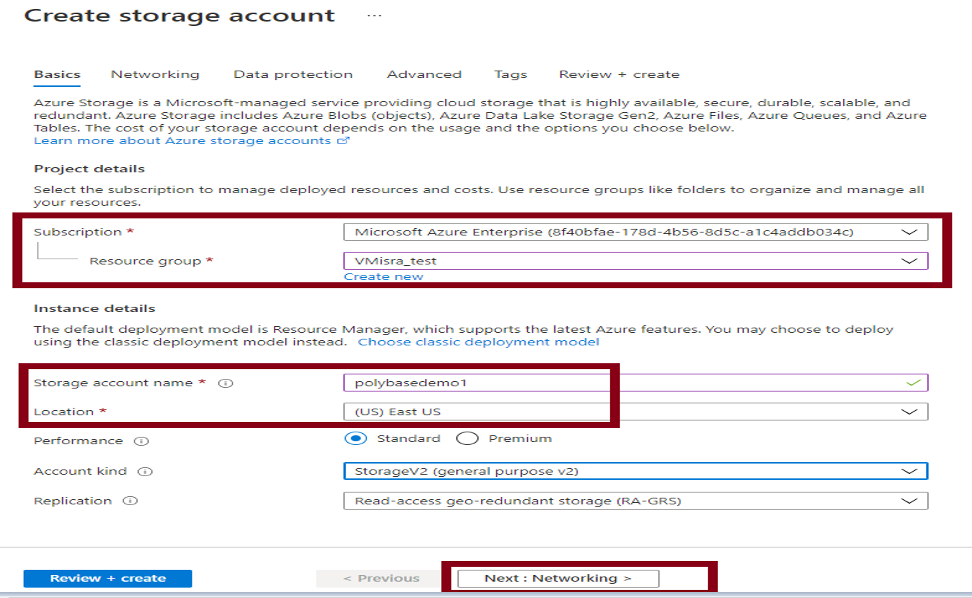 Create storage account ...
Basics Networking Data protection Advanced Tags Review + create
Azure Storage is a Microsoft-managed service providing cloud storage that is highly available, secure, durable, scalable, and
redundant. Azure Storage includes Azure Blobs (objects), Azure Data Lake Storage Gen2, Azure Files, Azure Queues, and Azure
Tables. The cost of your storage account depends on the usage and the options you choose below.
Learn more about Azure storage accounts
Project details
Select the subscription to manage deployed resources and costs. Use resource groups like folders to organize and manage all
your resources.
Subscription * Microsoft Azure Enterprise (8f40bfae-178d-4b56-8d5c-a1c4addb034c)
Resource group * VMisra_test
Create new
Instance details
The default deployment model is Resource Manager, which supports the latest Azure features. You may choose to deploy
using the classic deployment model instead. Choose classic deployment model
Storage account name * polybasedemo1
Location * (US) East US
Performance Standard Premium
Account kind StorageV2 (general purpose v2)
Replication Read-access geo-redundant storage (RA-GRS)
Review + create < Previous Next : Networking >